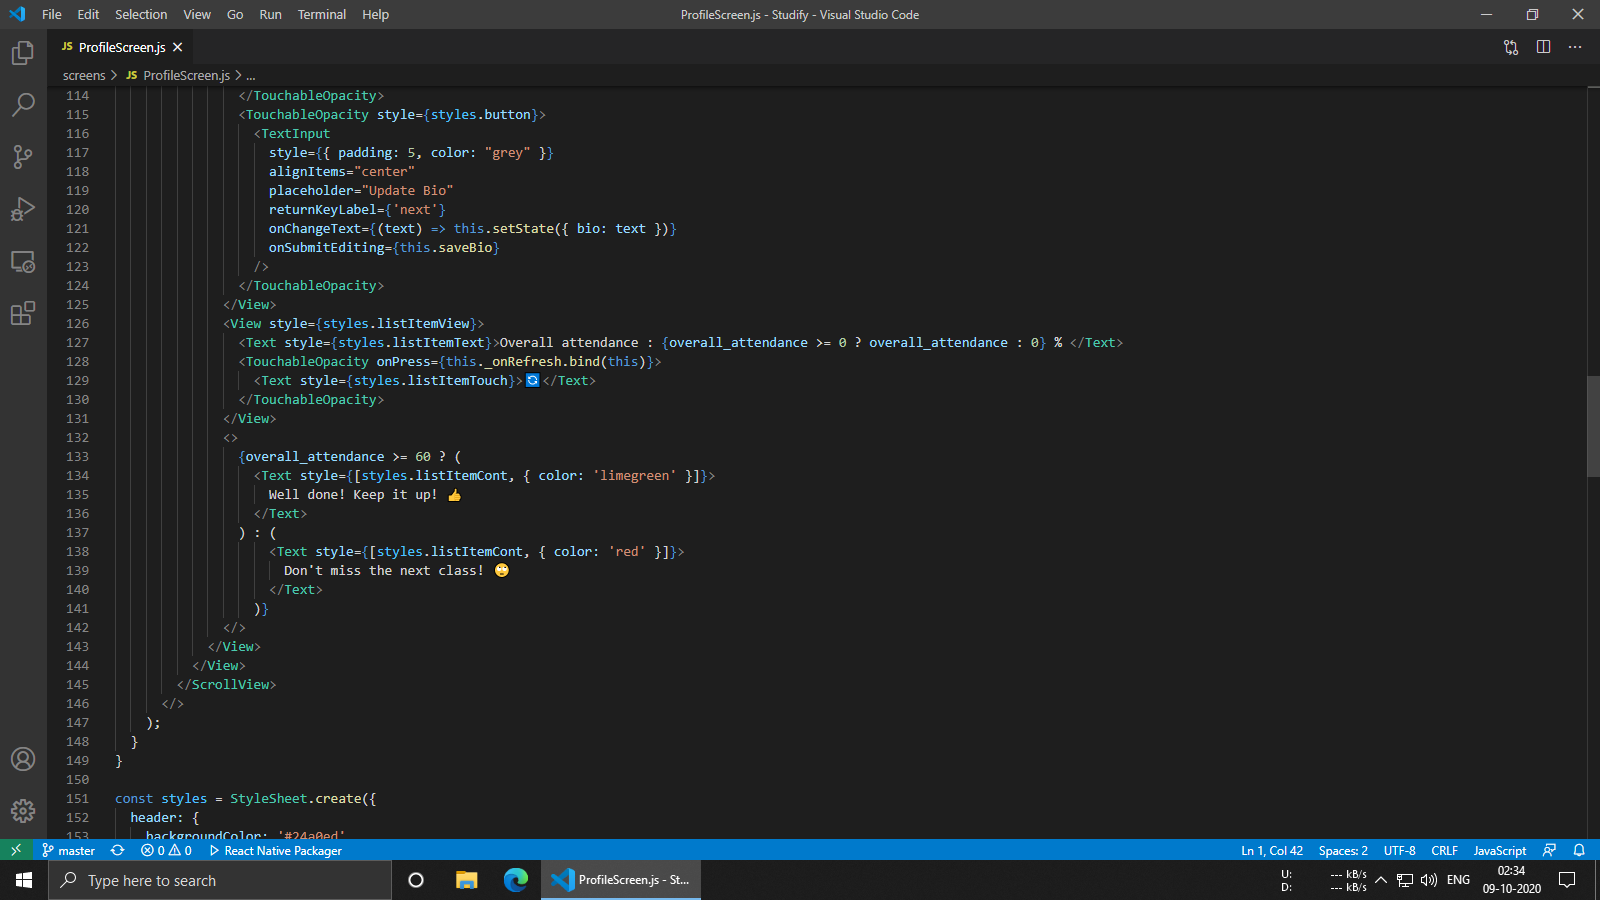 File Edit Selection View Go Run Terminal Help
ProfileScreen.js - Studify - Visual Studio Code
JS ProfileScreen.js
screens > JS ProfileScreen.js > ...
114 </TouchableOpacity>
115 <TouchableOpacity style={styles.button}>
116 <TextInput
117 style={{ padding: 5, color: "grey" }}
118 alignItems="center"
119 placeholder="Update Bio"
120 returnKeyLabel={'next'}
121 onChangeText={(text) => this.setState({ bio: text })}
122 onSubmitEditing={this.saveBio}
123 />
124 </TouchableOpacity>
125 </View>
126 <View style={styles.listItemView}>
127 <Text style={styles.listItemText}>Overall attendance : {overall_attendance >= 0 ? overall_attendance : 0} % </Text>
128 <TouchableOpacity onPress={this._onRefresh.bind(this)}>
129 <Text style={styles.listItemTouch}>🔄</Text>
130 </TouchableOpacity>
131 </View>
132 <>
133 {overall_attendance >= 60 ? (
134 <Text style={[styles.listItemCont, { color: 'limegreen' }]}>
135 Well done! Keep it up! 👍
136 </Text>
137 ) : (
138 <Text style={[styles.listItemCont, { color: 'red' }]}>
139 Don't miss the next class! 🙄
140 </Text>
141 )}
142 </>
143 </View>
144 </View>
145 </ScrollView>
146 </>
147 );
148 }
149 }
150
151 const styles = StyleSheet.create({
152 header: {
153 backgroundColor: '#24a0ed'
master 0 0 React Native Packager Ln 1, Col 42 Spaces: 2 UTF-8 CRLF JavaScript
Type here to search
ProfileScreen.js - St...
U: --- kB/s
D: --- kB/s
ENG
02:34
09-10-2020